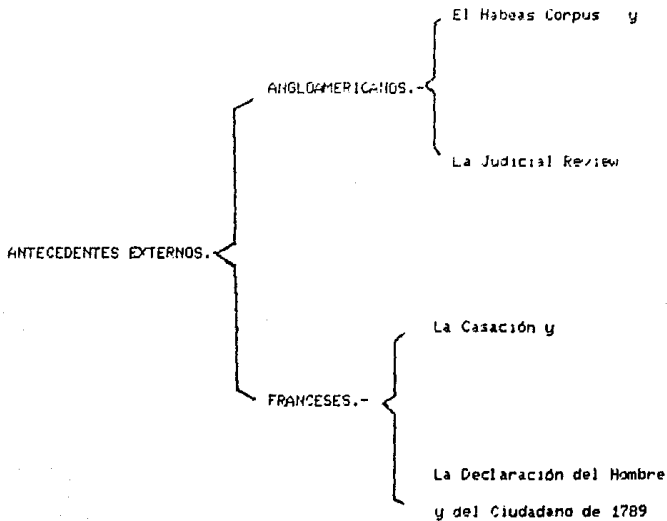 El Habeas Corpus y
ANGLOAMERICANOS.-
La Judicial Review
ANTECEDENTES EXTERNOS.-
La Casación y
FRANCESES.-
La Declaración del Hombre
y del Ciudadano de 1789